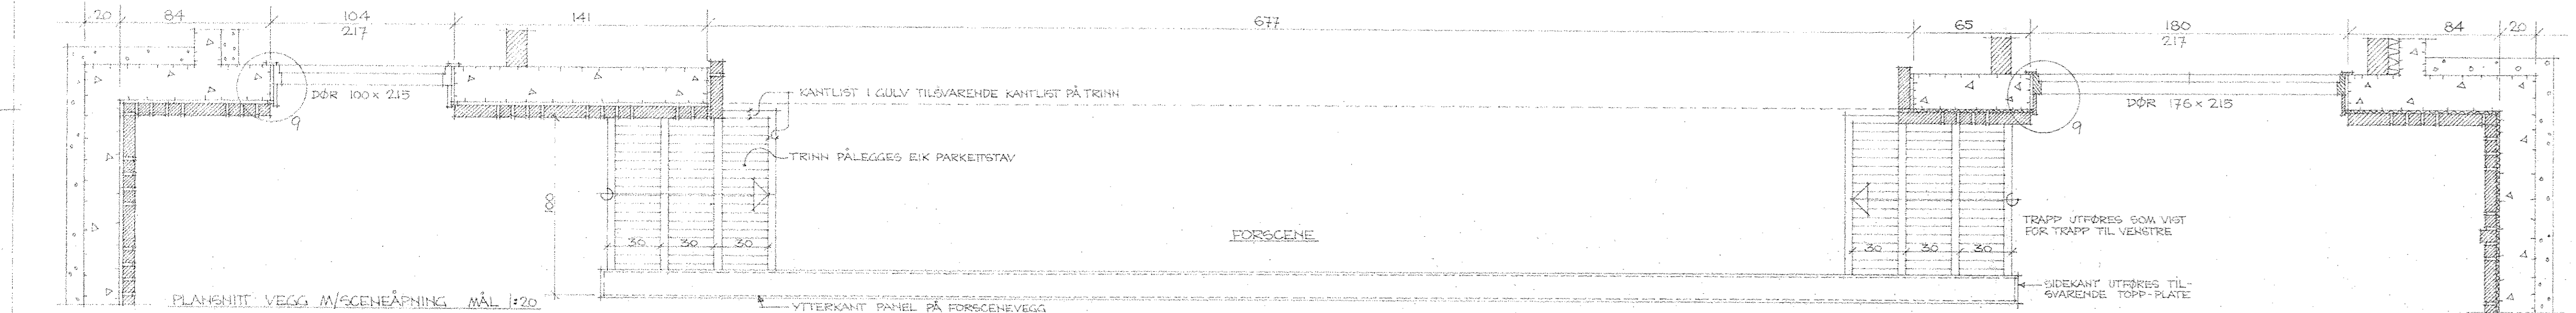 20 84 104 141 677 65 180 84 20
217 217
DØR 100 x 215
KANTLIST I GULV TILSVARENDE KANTLIST PÅ TRINN
DØR 176 x 215
9
9
TRINN PÅLEGGES EIK PARKETTSTAV
100
TRAPP UTFØRES SOM VIST
FOR TRAPP TIL VENSTRE
FORSCENE
30 30 30
30 30 30
SIDEKANT UTFØRES TIL-
SVARENDE TOPP-PLATE
PLANSNITT VEGG M/SCENEÅPNING MÅL 1:20
YTTERKANT PANEL PÅ FORSCENEVEGG